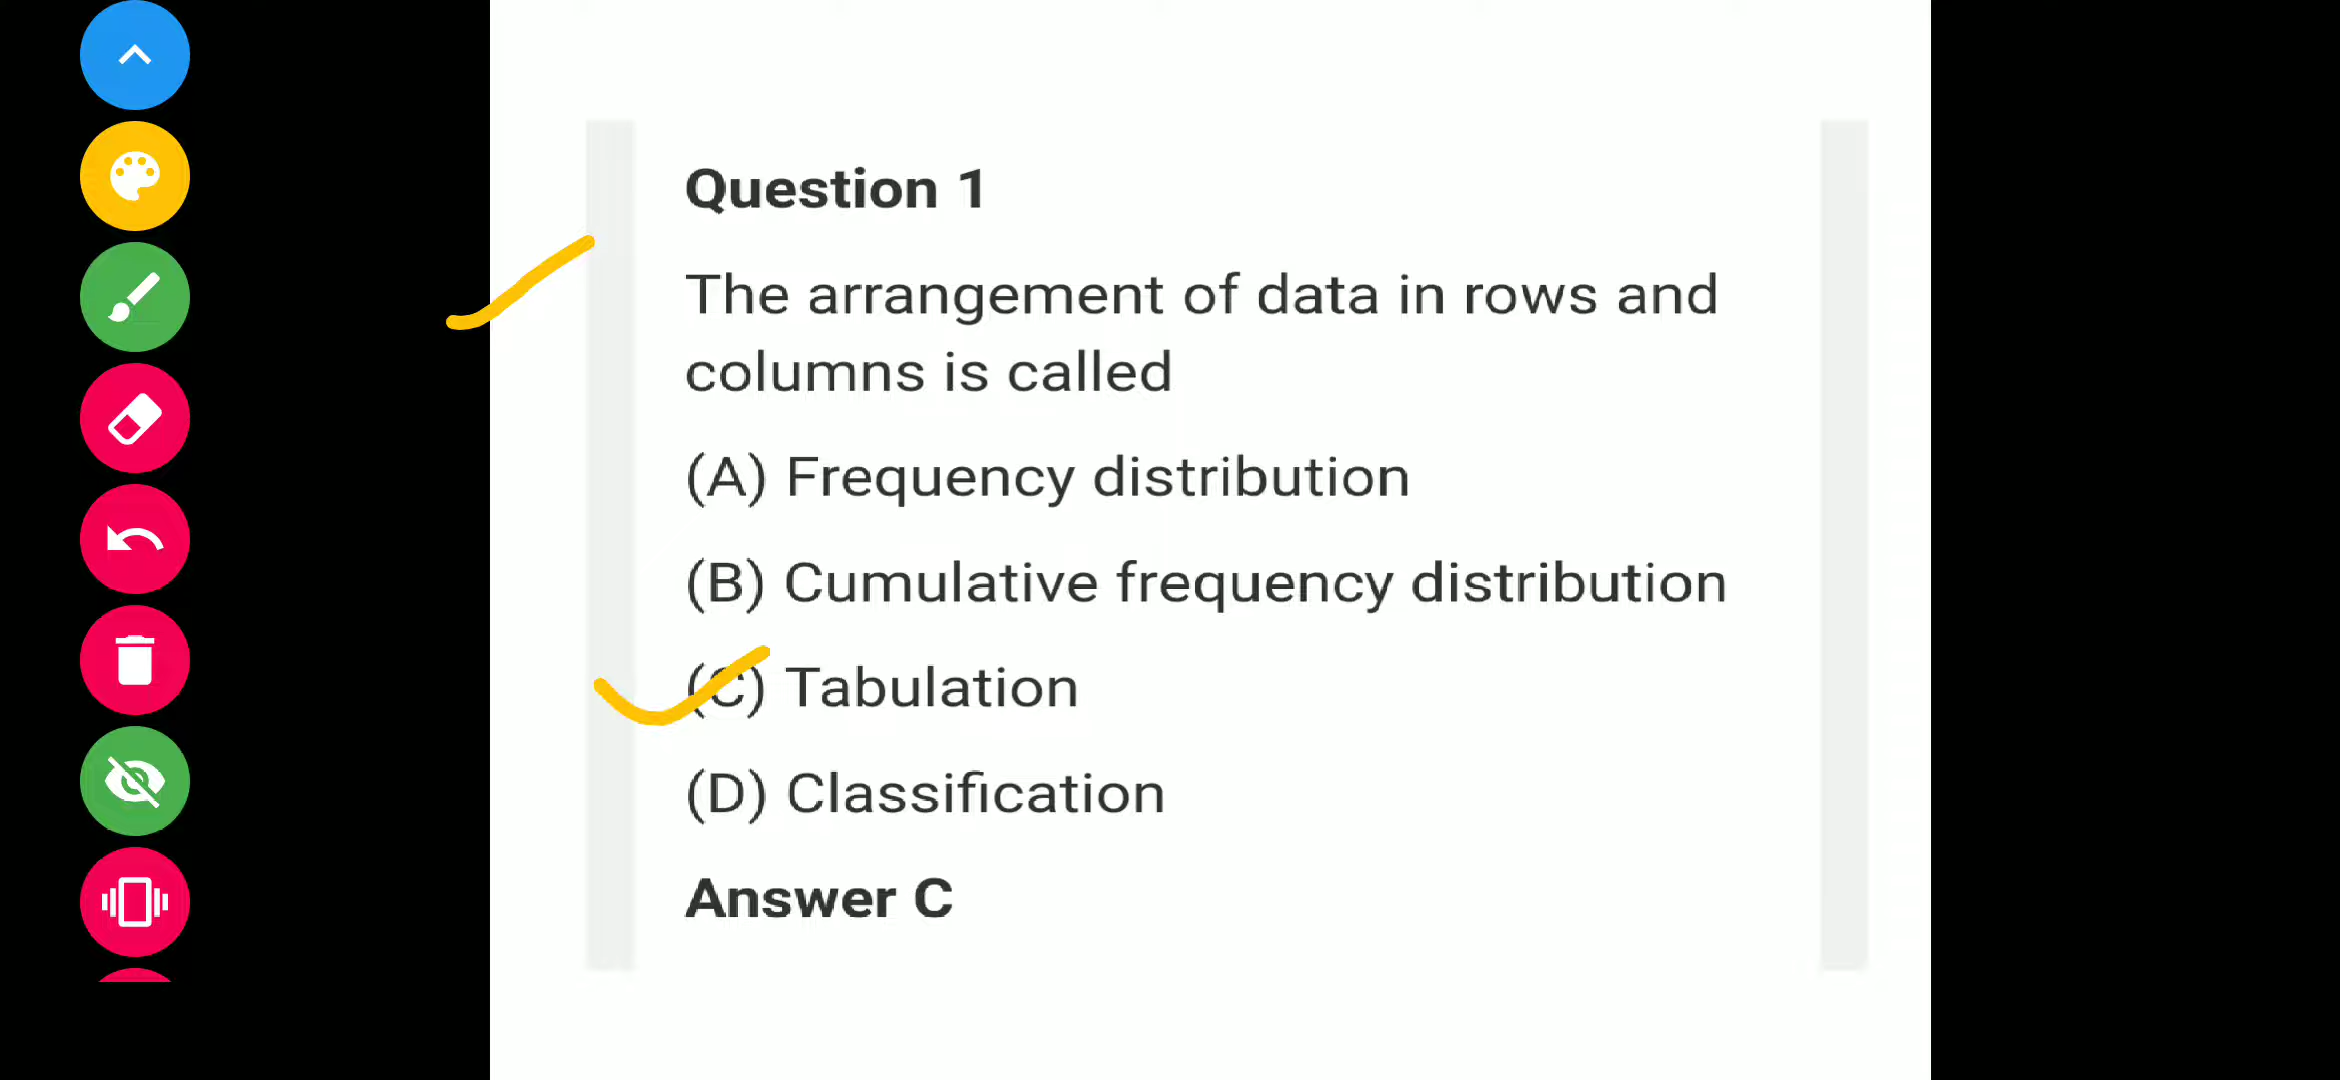 Question 1
The arrangement of data in rows and
columns is called
(A) Frequency distribution
(B) Cumulative frequency distribution
(C) Tabulation
(D) Classification
Answer C